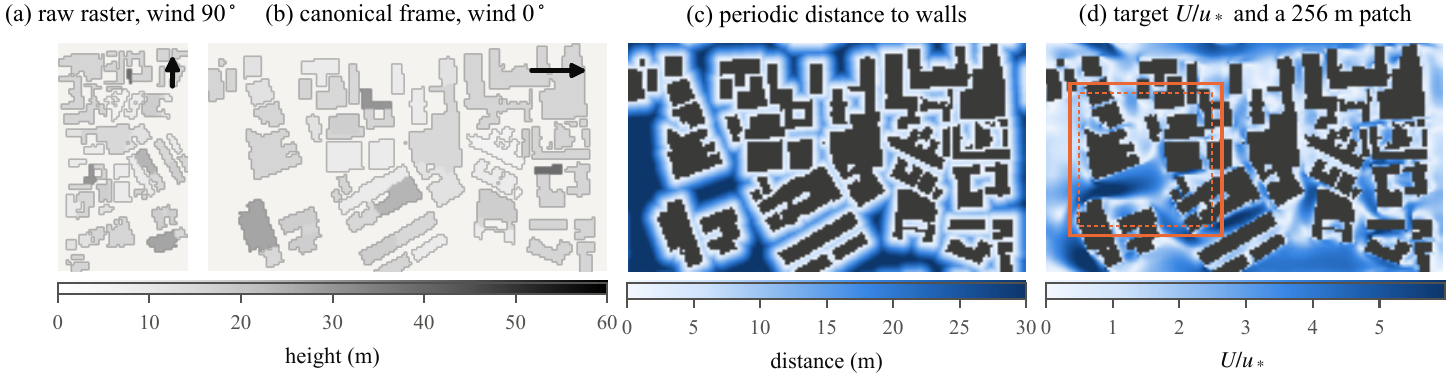 (a) raw raster, wind 90°
(b) canonical frame, wind 0°
(c) periodic distance to walls
(d) target U/u* and a 256 m patch
0 10 20 30 40 50 60
height (m)
0 5 10 15 20 25 30
distance (m)
0 1 2 3 4 5
U/u*